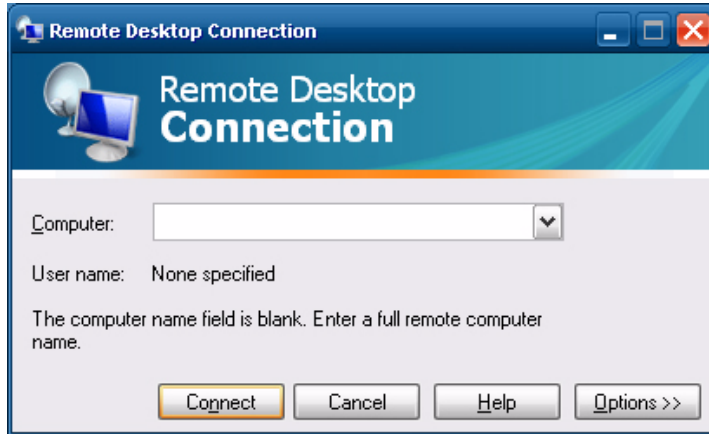 Remote Desktop Connection
Remote Desktop
Connection
Computer:
User name: None specified
The computer name field is blank. Enter a full remote computer
name.
Connect Cancel Help Options >>